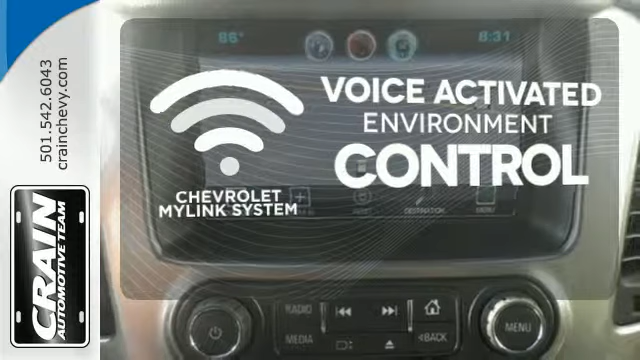 501.542.6043
crainchevy.com
CRAIN
AUTOMOTIVE TEAM
86°
8:31
VOICE ACTIVATED
ENVIRONMENT
CONTROL
CHEVROLET
MYLINK SYSTEM
DESTINATION
MENU
RADIO
MEDIA
<BACK
MENU